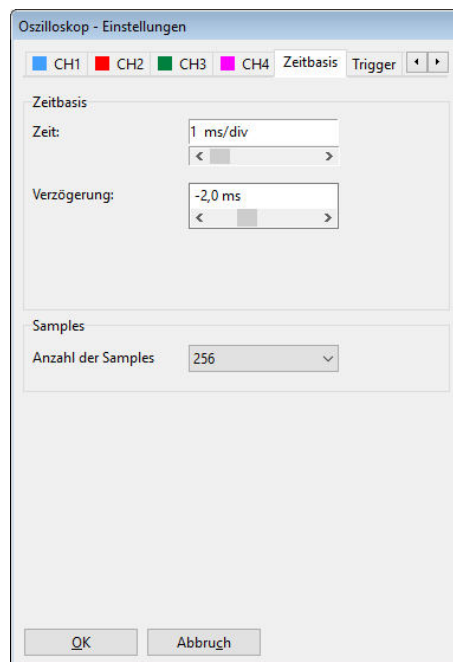 Oszilloskop - Einstellungen
CH1 CH2 CH3 CH4 Zeitbasis Trigger
Zeitbasis
Zeit: 1 ms/div
Verzögerung: -2,0 ms
Samples
Anzahl der Samples 256
OK Abbruch